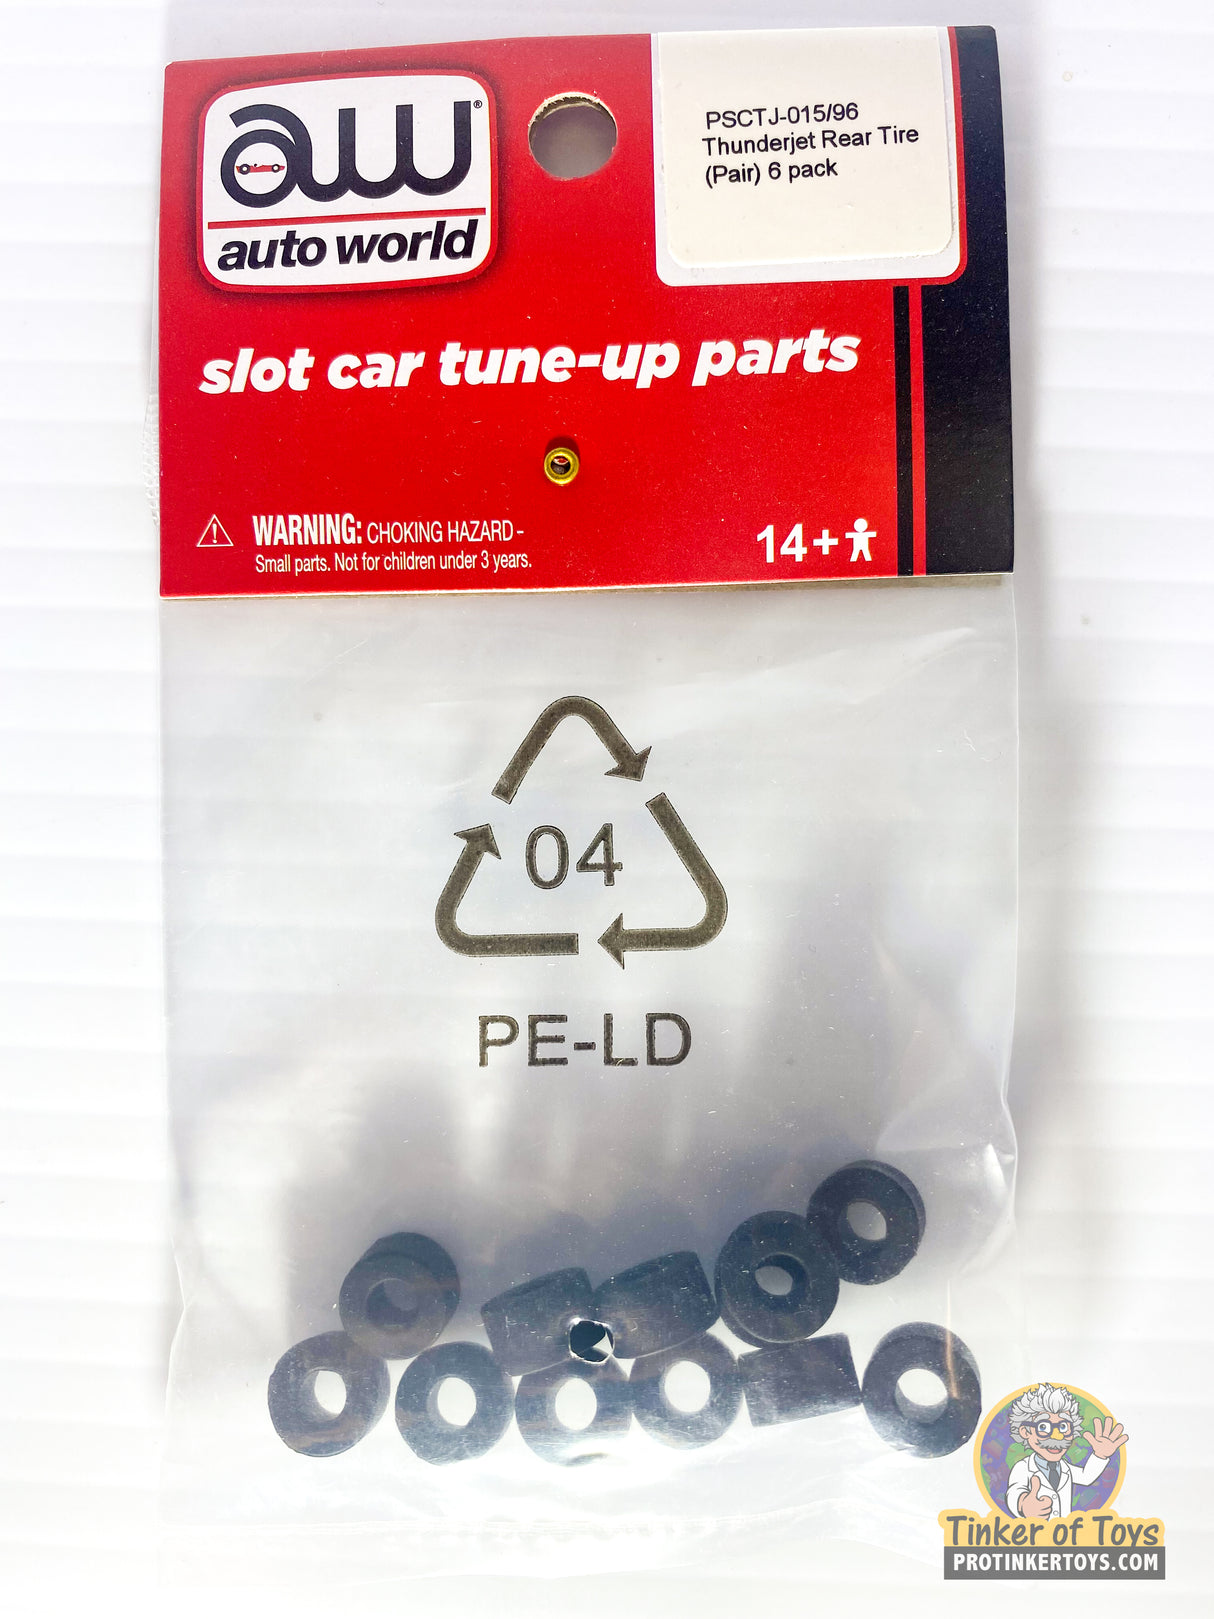 aw®
auto world
PSCTJ-015/96
Thunderjet Rear Tire
(Pair) 6 pack
slot car tune-up parts
WARNING: CHOKING HAZARD -
Small parts. Not for children under 3 years.
14+
04
PE-LD
Tinker of Toys
PROTINKERTOYS.COM